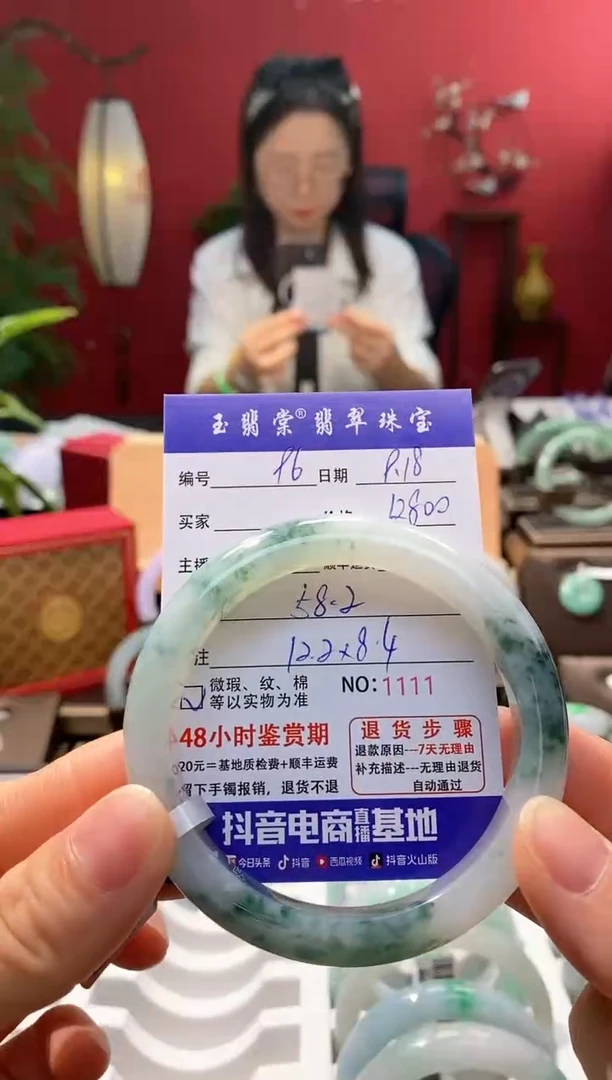 玉翡棠®翡翠珠宝
编号 P6 日期 9.18
买家 12800
主播
58.2
注 12.2x8.4
微瑕、纹、棉
等以实物为准
NO:1111
48小时鉴赏期
20元=基地质检费+顺丰运费
留下手镯报销，退货不退
退货步骤
退款原因---7天无理由
补充描述---无理由退货
自动通过
抖音电商直播基地
今日头条 抖音 西瓜视频 抖音火山版